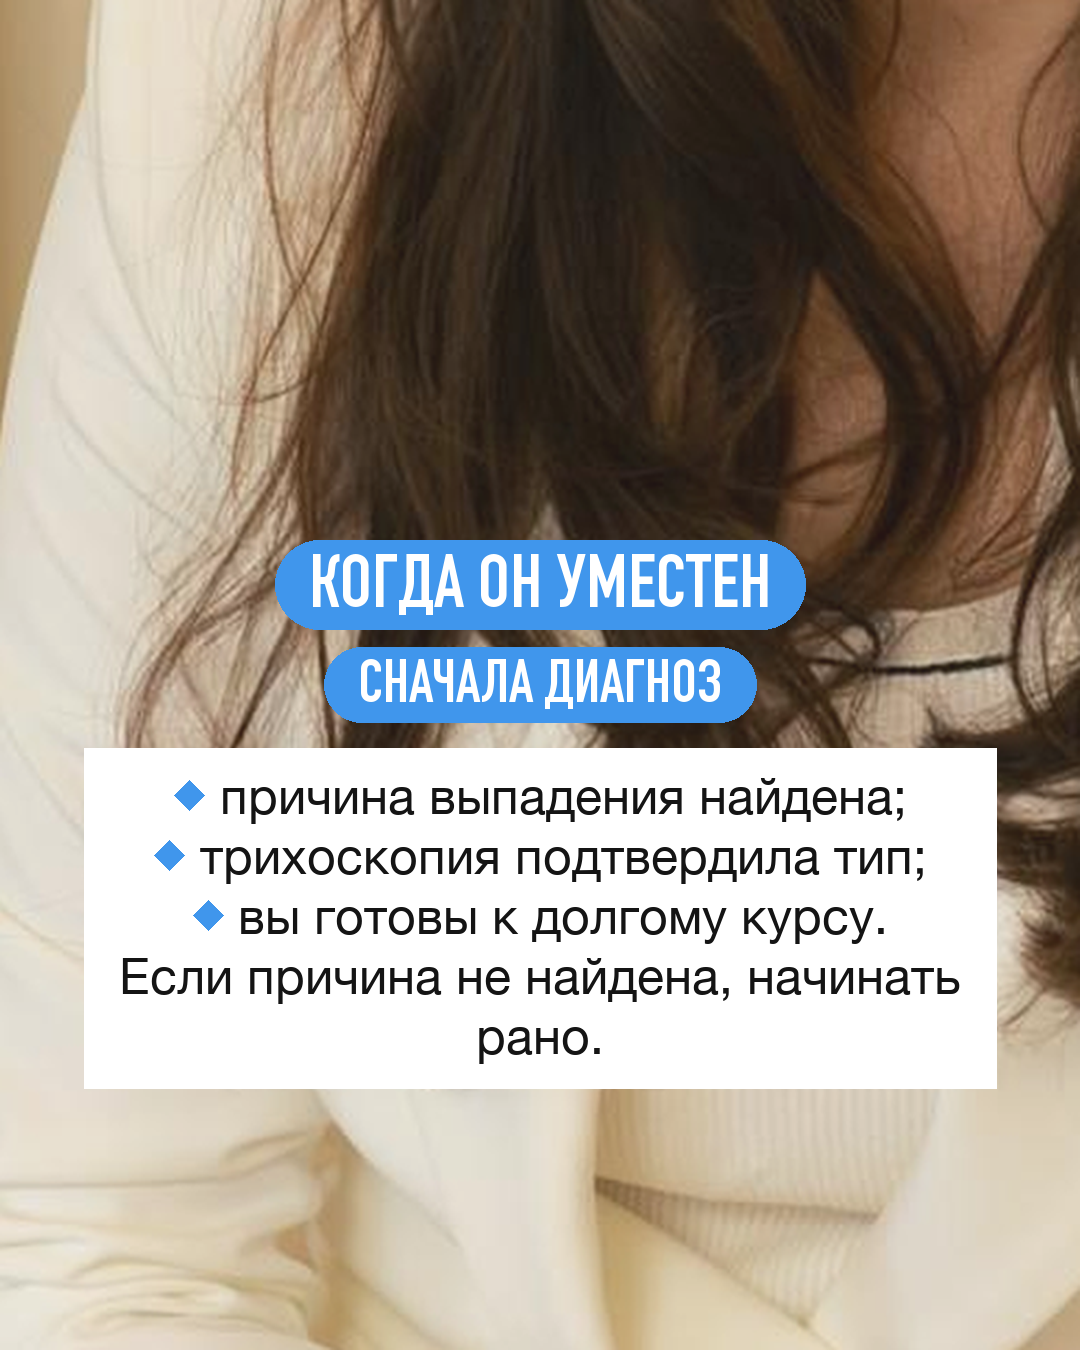 КОГДА ОН УМЕСТЕН
СНАЧАЛА ДИАГНОЗ
🔷 причина выпадения найдена;
🔷 трихоскопия подтвердила тип;
🔷 вы готовы к долгому курсу.
Если причина не найдена, начинать
рано.